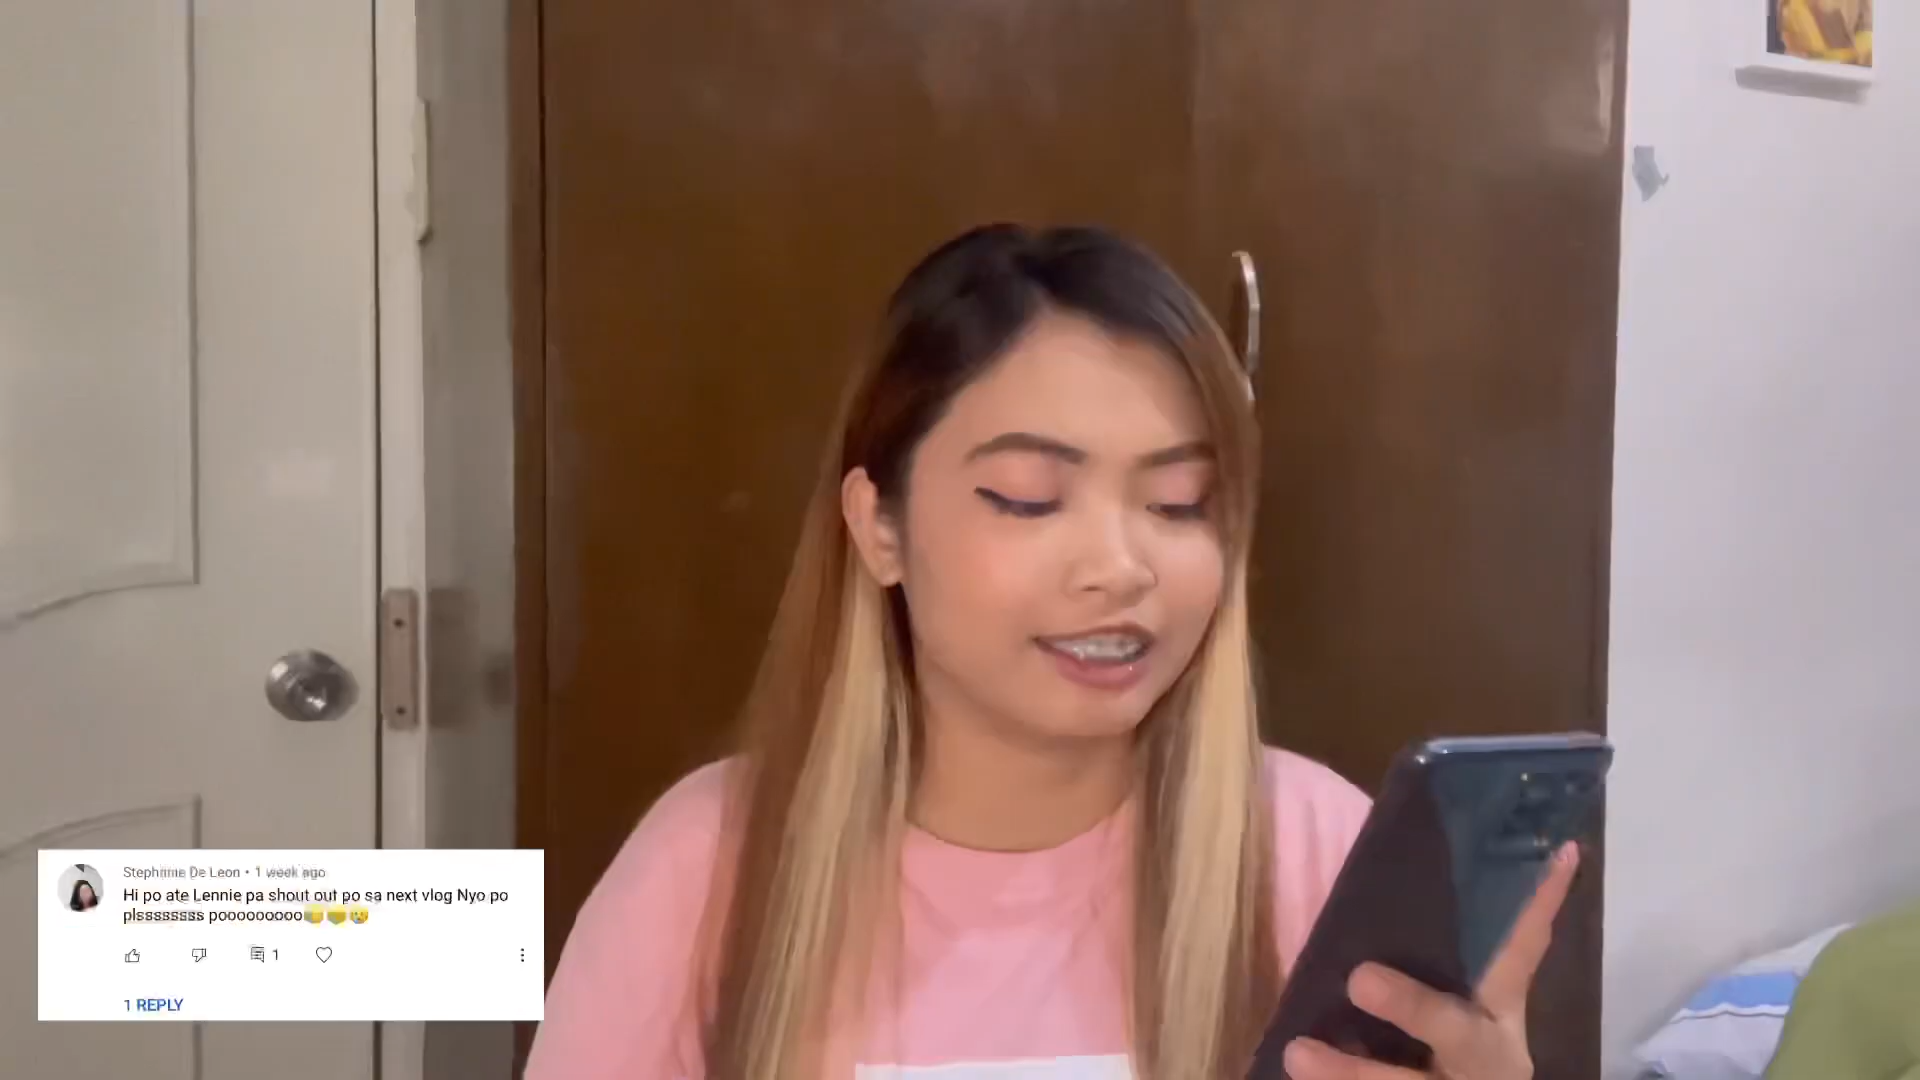 De Leon • 1 week ago
Hi po ate Lennie pa shout out po sa next vlog Nyo po
plssssssss pooooooooo😢
1
1 REPLY